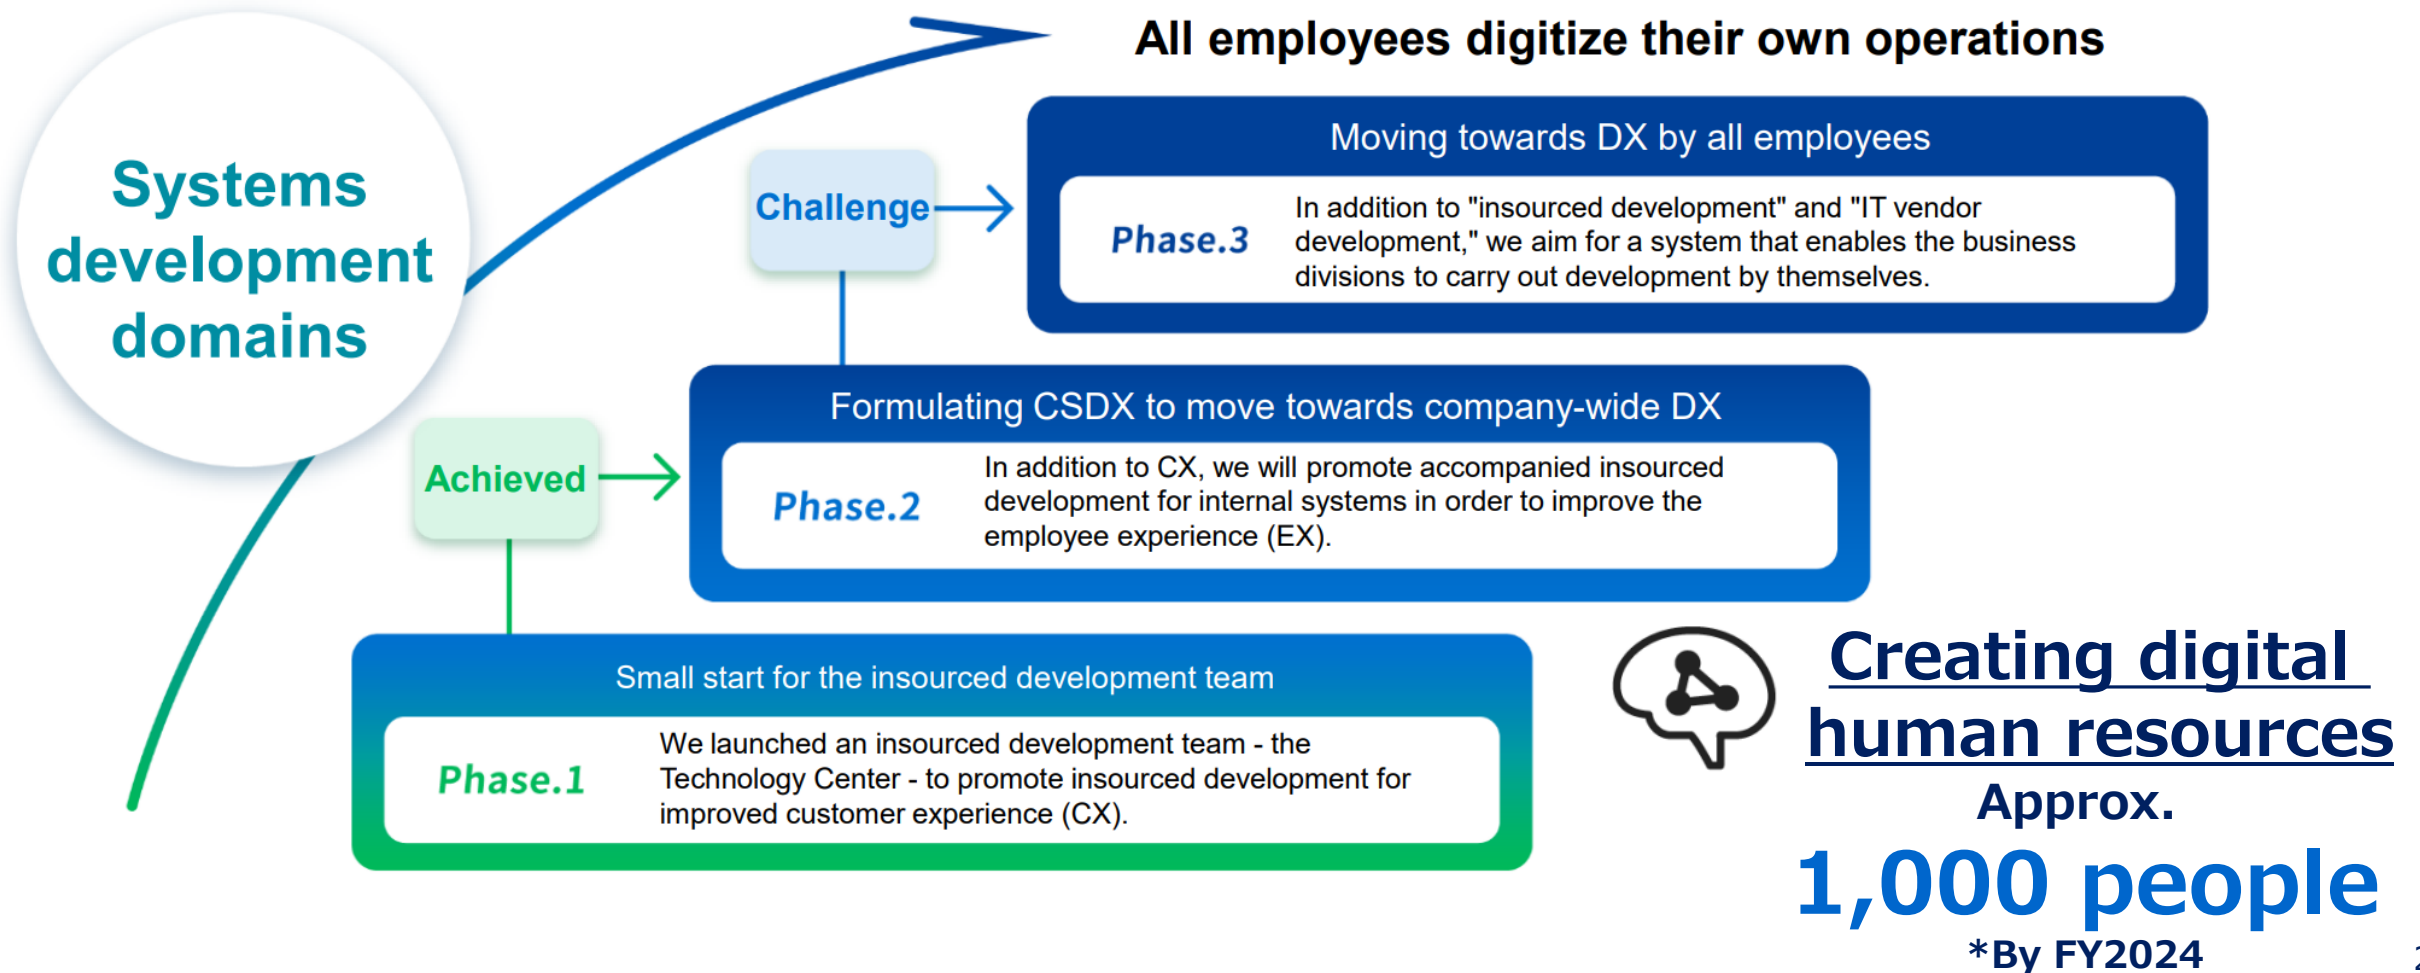 All employees digitize their own operations
Systems
development
domains
Challenge
Moving towards DX by all employees
Phase.3
In addition to "insourced development" and "IT vendor
development," we aim for a system that enables the business
divisions to carry out development by themselves.
Achieved
Formulating CSDX to move towards company-wide DX
Phase.2
In addition to CX, we will promote accompanied insourced
development for internal systems in order to improve the
employee experience (EX).
Small start for the insourced development team
Phase.1
We launched an insourced development team - the
Technology Center - to promote insourced development for
improved customer experience (CX).
Creating digital
human resources
Approx.
1,000 people
*By FY2024